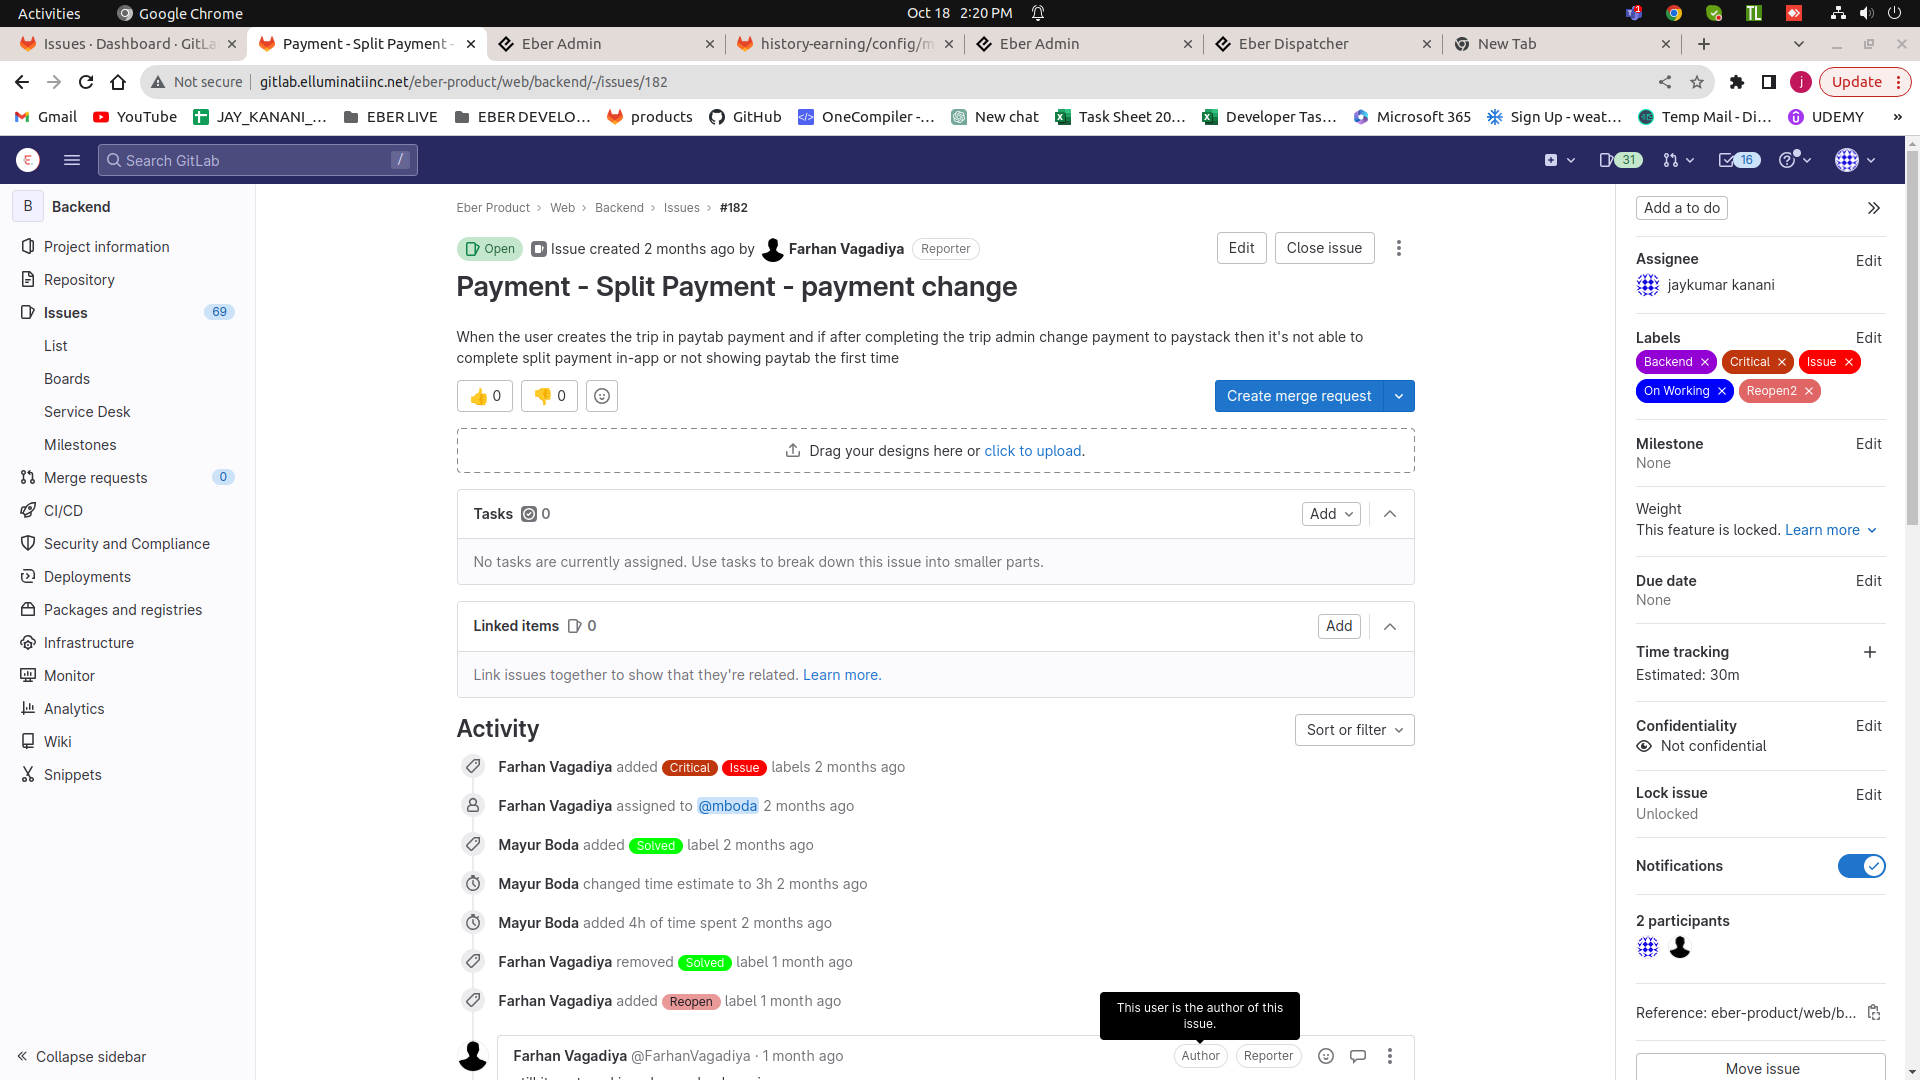 Activities
Google Chrome
Oct 18 2:20 PM
1
TL
Issues · Dashboard · GitLa
Payment - Split Payment -
Eber Admin
history-earning/config/m
Eber Admin
Eber Dispatcher
New Tab
Not secure
gitlab.elluminatiinc.net/eber-product/web/backend/-/issues/182
j
Update
Gmail
YouTube
JAY_KANANI_...
EBER LIVE
EBER DEVELO...
products
GitHub
OneCompiler -...
New chat
Task Sheet 20...
Developer Tas...
Microsoft 365
Sign Up - weat...
Temp Mail - Di...
UDEMY
»
E.
Search GitLab
/
31
16
B Backend
Project information
Repository
Issues 69
List
Boards
Service Desk
Milestones
Merge requests 0
CI/CD
Security and Compliance
Deployments
Packages and registries
Infrastructure
Monitor
Analytics
Wiki
Snippets
Collapse sidebar
Eber Product › Web › Backend › Issues › #182
Open Issue created 2 months ago by Farhan Vagadiya Reporter
Edit
Close issue
Payment - Split Payment - payment change
When the user creates the trip in paytab payment and if after completing the trip admin change payment to paystack then it's not able to
complete split payment in-app or not showing paytab the first time
0
0
Create merge request
Drag your designs here or click to upload.
Tasks 0
Add
No tasks are currently assigned. Use tasks to break down this issue into smaller parts.
Linked items 0
Add
Link issues together to show that they're related. Learn more.
Activity
Sort or filter
Farhan Vagadiya added Critical Issue labels 2 months ago
Farhan Vagadiya assigned to @mboda 2 months ago
Mayur Boda added Solved label 2 months ago
Mayur Boda changed time estimate to 3h 2 months ago
Mayur Boda added 4h of time spent 2 months ago
Farhan Vagadiya removed Solved label 1 month ago
Farhan Vagadiya added Reopen label 1 month ago
This user is the author of this
issue.
Farhan Vagadiya @FarhanVagadiya · 1 month ago
Author
Reporter
Add a to do
Assignee
Edit
jaykumar kanani
Labels
Edit
Backend × Critical × Issue ×
On Working × Reopen2 ×
Milestone
Edit
None
Weight
This feature is locked. Learn more
Due date
Edit
None
Time tracking
+
Estimated: 30m
Confidentiality
Edit
Not confidential
Lock issue
Edit
Unlocked
Notifications
2 participants
Reference: eber-product/web/b...
Move issue